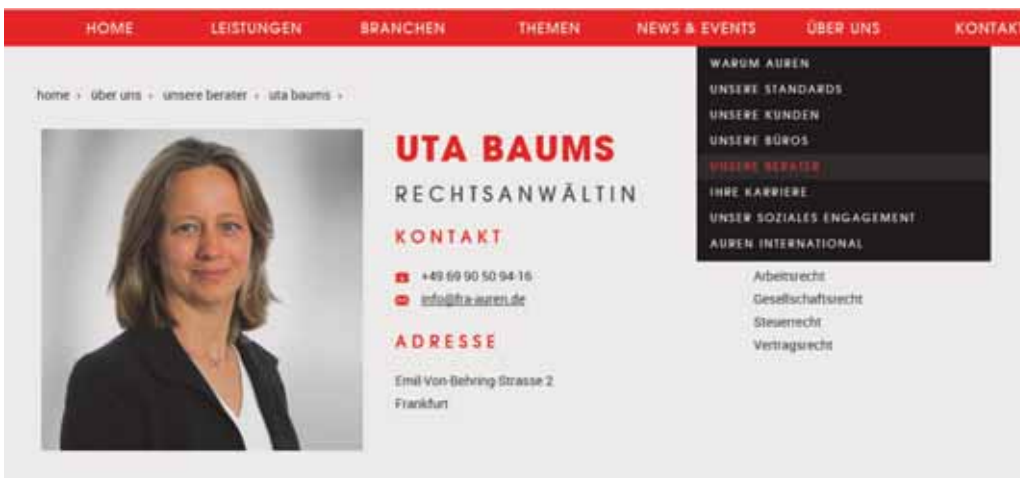 HOME LEISTUNGEN BRANCHEN THEMEN NEWS & EVENTS ÜBER UNS KONTAKT
WARUM AUREN
UNSERE STANDARDS
UNSERE KUNDEN
UNSERE BÜROS
UNSERE BERATER
IHRE KARRIERE
UNSER SOZIALES ENGAGEMENT
AUREN INTERNATIONAL
home › über uns › unsere berater › uta baums ›
UTA BAUMS
RECHTSANWÄLTIN
KONTAKT
+49 69 90 50 94-16
info@fra-auren.de
ADRESSE
Emil-Von-Behring-Strasse 2
Frankfurt
Arbeitsrecht
Gesellschaftsrecht
Steuerrecht
Vertragsrecht